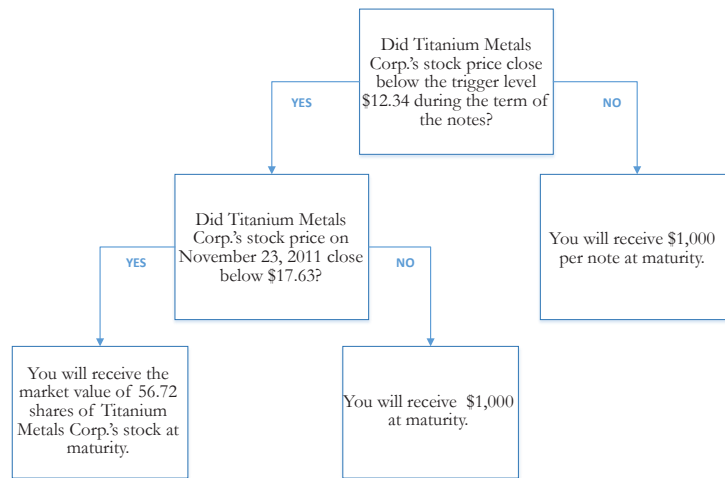 Did Titanium Metals
Corp.'s stock price close
below the trigger level
$12.34 during the term of
the notes?
YES
NO
Did Titanium Metals
Corp.'s stock price on
November 23, 2011 close
below $17.63?
You will receive $1,000
per note at maturity.
YES
NO
You will receive the
market value of 56.72
shares of Titanium
Metals Corp.'s stock at
maturity.
You will receive $1,000
at maturity.